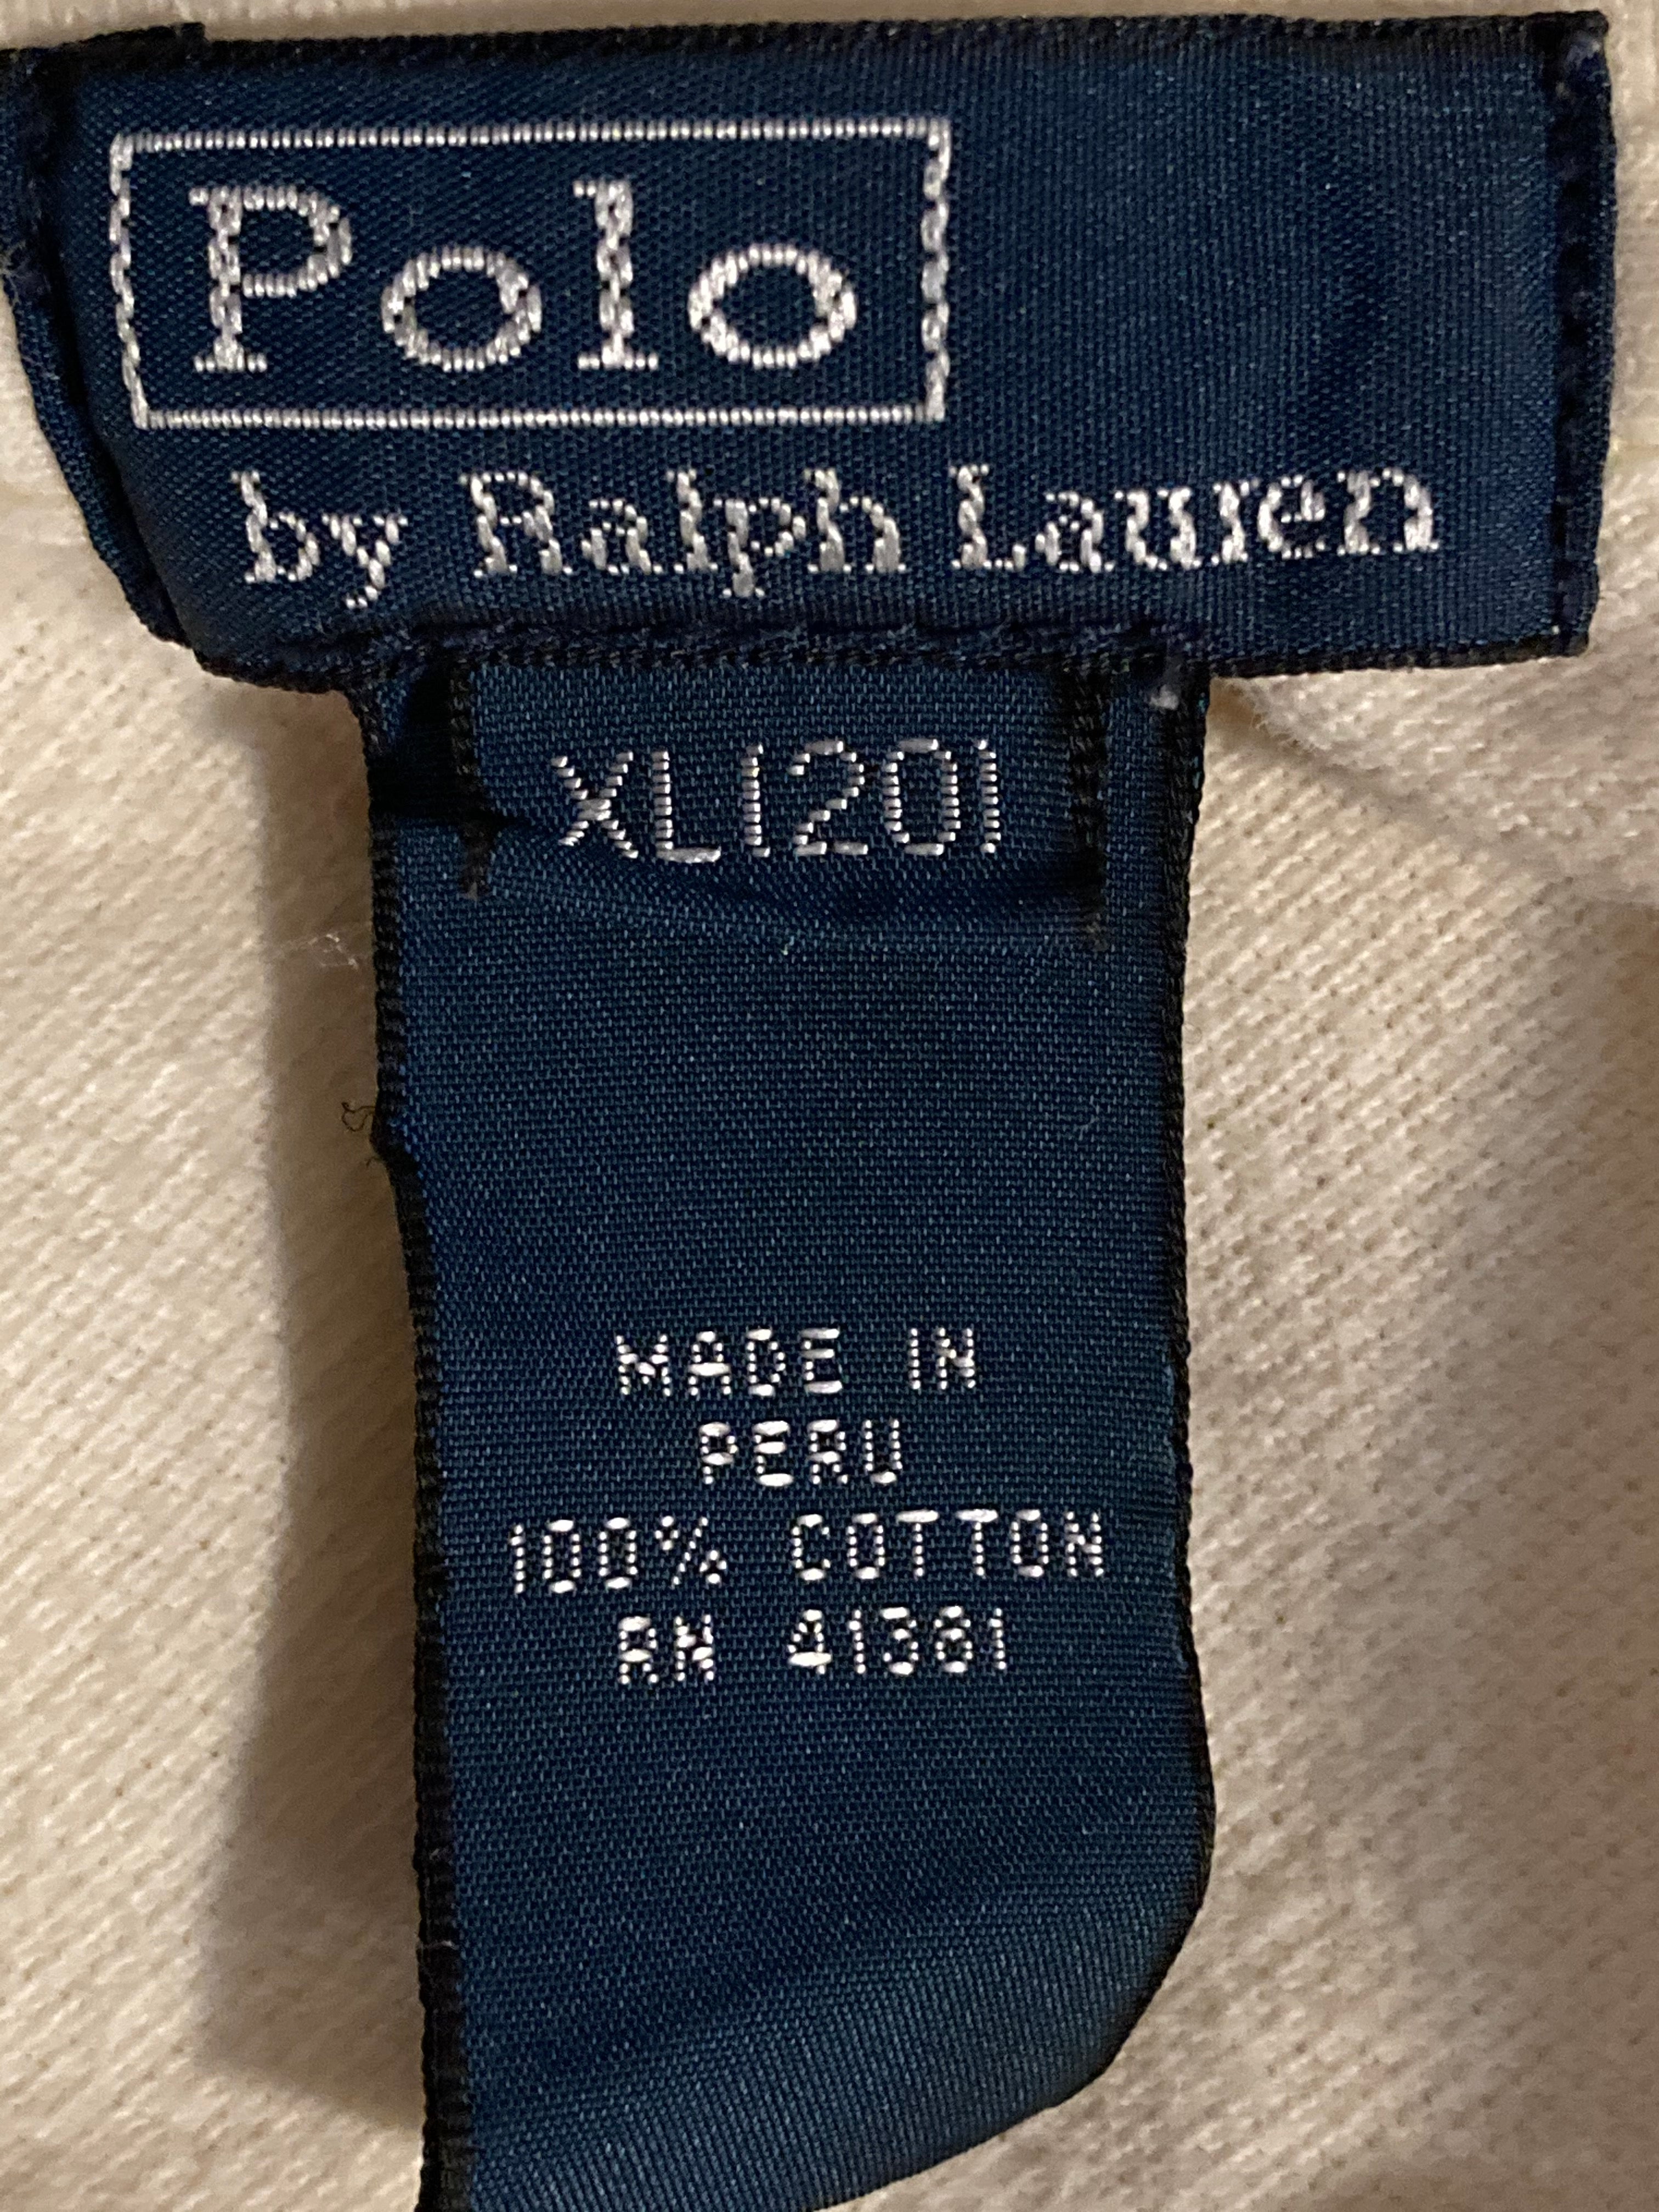 Polo
by Ralph Lauren
XL(20)
MADE IN
PERU
100% COTTON
RN 41381